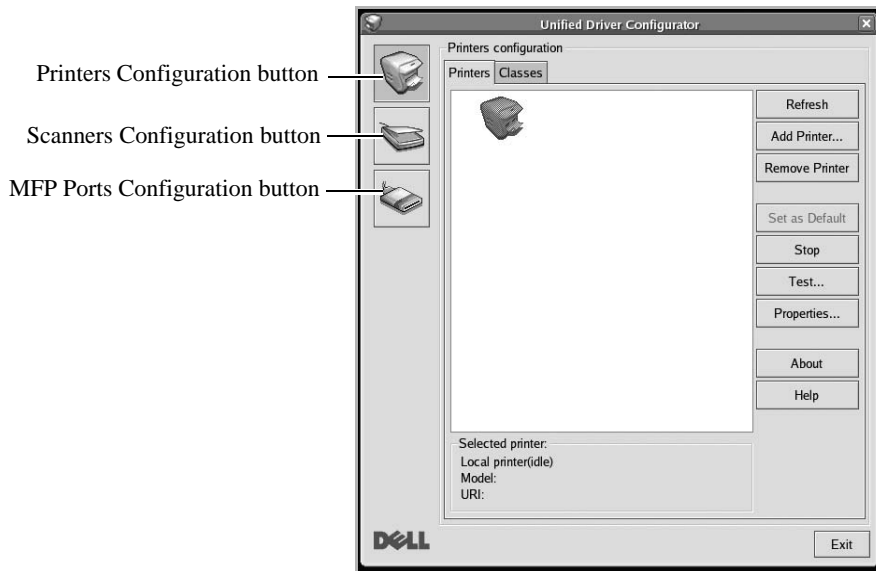 Unified Driver Configurator
Printers Configuration button
Scanners Configuration button
MFP Ports Configuration button
Printers configuration
Printers
Classes
Refresh
Add Printer...
Remove Printer
Set as Default
Stop
Test...
Properties...
About
Help
Selected printer:
Local printer(idle)
Model:
URI:
DELL
Exit